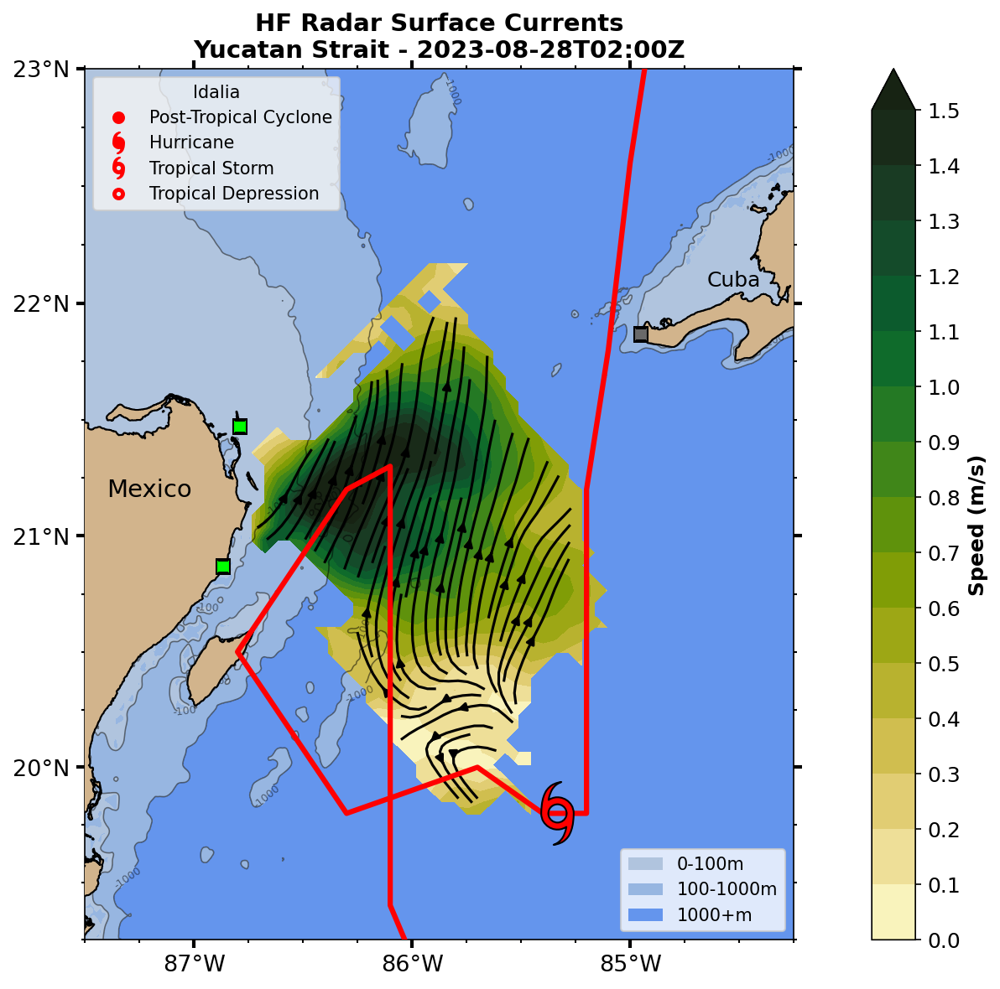 HF Radar Surface Currents
Yucatan Strait - 2023-08-28T02:00Z
23°N
22°N
21°N
20°N
Idalia
Post-Tropical Cyclone
Hurricane
Tropical Storm
Tropical Depression
1000
-1000
Cuba
Mexico
-100
-100
-1000
-1000
-1000
0-100m
100-1000m
1000+m
87°W
86°W
85°W
1.5
1.4
1.3
1.2
1.1
1.0
0.9
0.8
0.7
0.6
0.5
0.4
0.3
0.2
0.1
0.0
Speed (m/s)